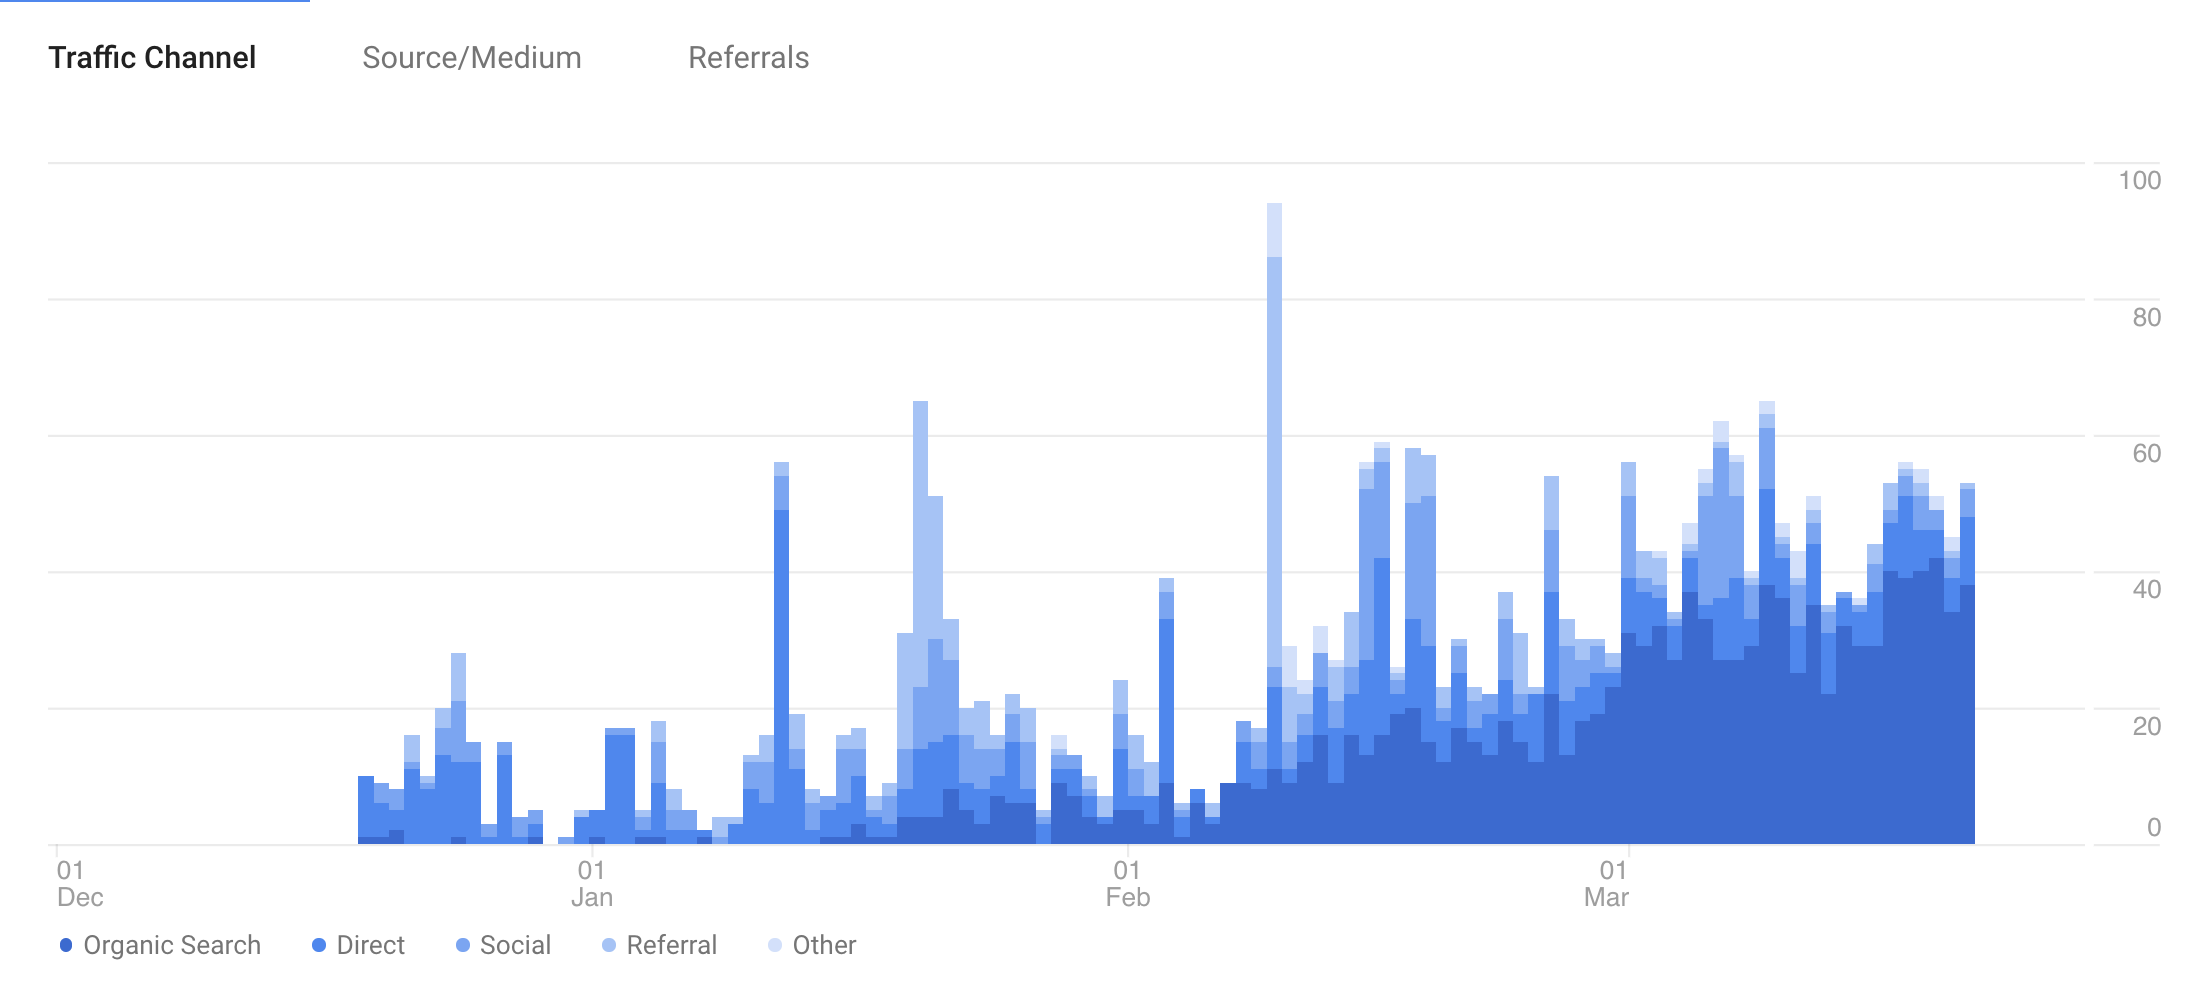 Traffic Channel Source/Medium Referrals
100
80
60
40
20
0
01 01 01 01
Dec Jan Feb Mar
Organic Search Direct Social Referral Other